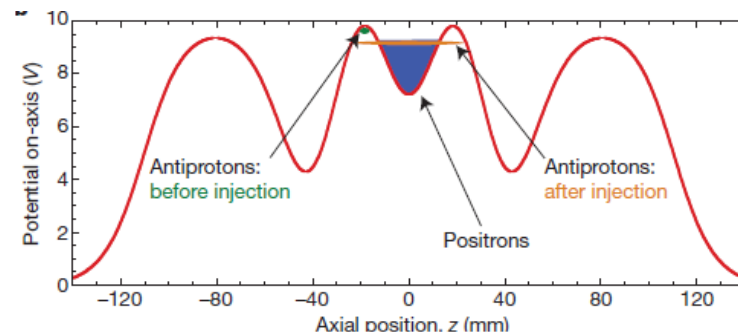 10
8
6
4
2
0
Potential on-axis (V)
Antiprotons:
before injection
Antiprotons:
after injection
Positrons
−120 −80 −40 0 40 80 120
Axial position, z (mm)